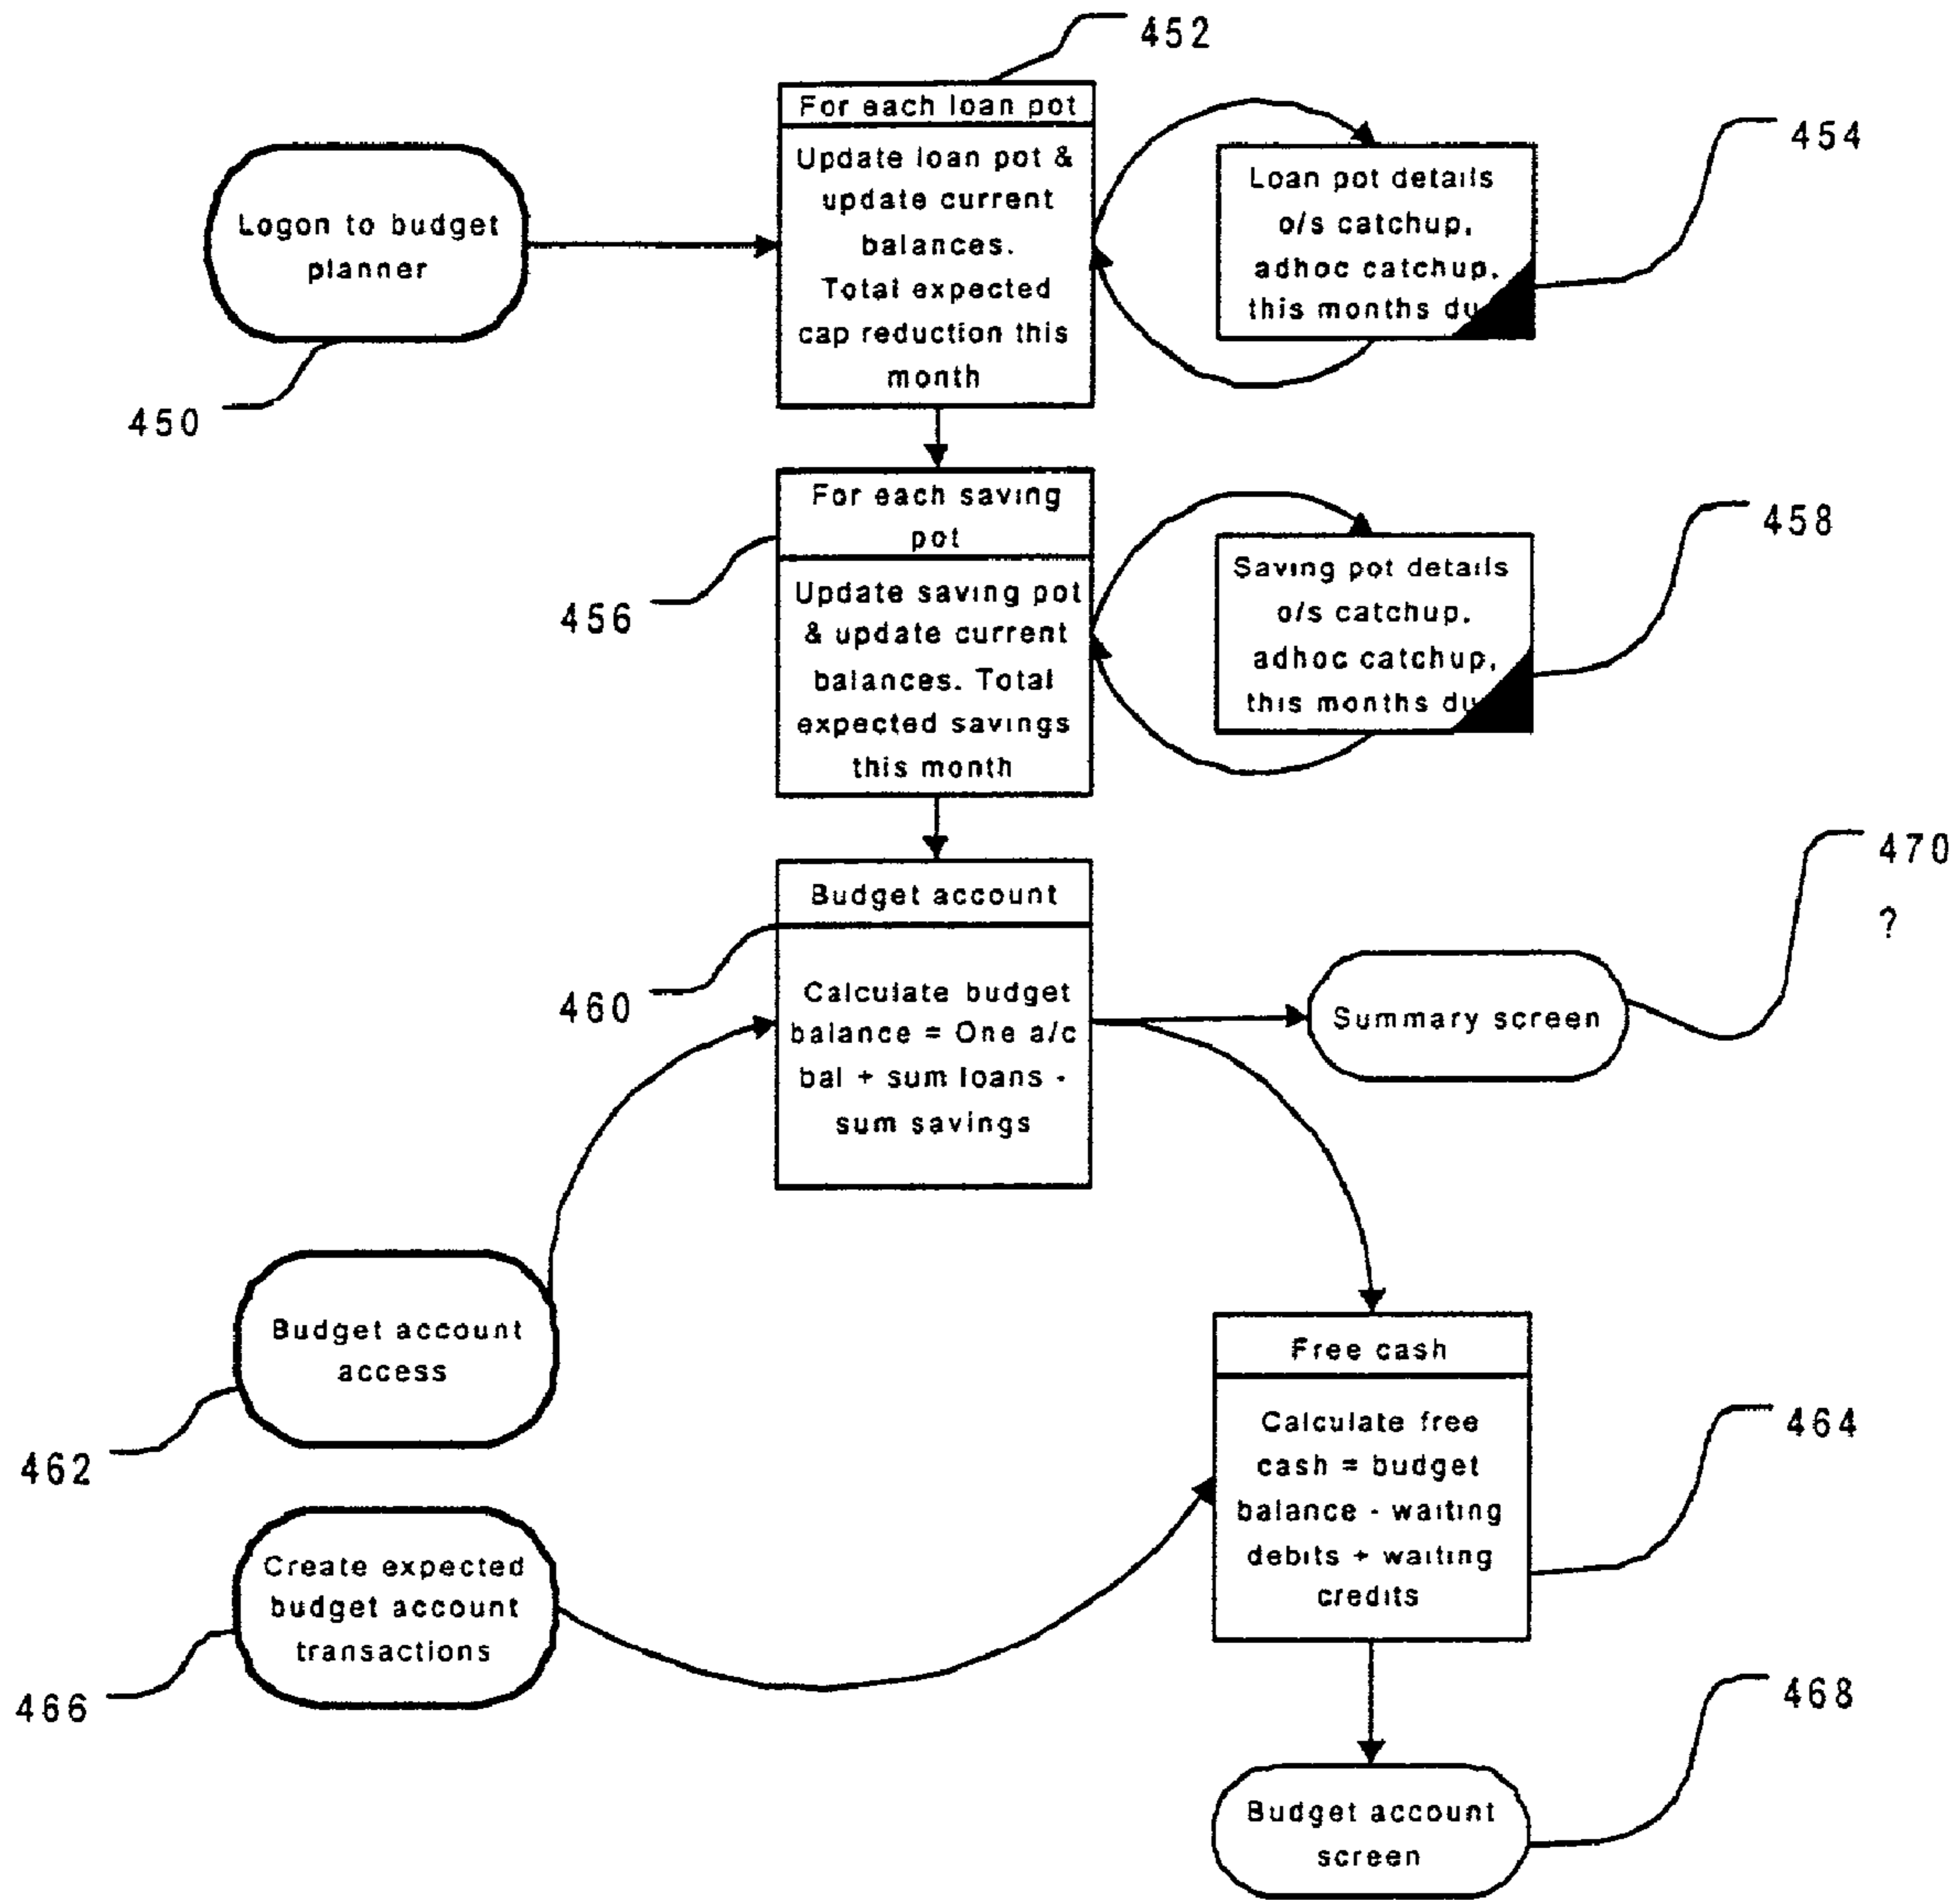 452
For each loan pot
Update loan pot &
update current
balances.
Total expected
cap reduction this
month
454
Loan pot details
o/s catchup,
adhoc catchup,
this months
Logon to budget
planner
450
For each saving
pot
456
Update saving pot
& update current
balances. Total
expected savings
this month
458
Saving pot details
o/s catchup,
adhoc catchup,
this months
Budget account
460
Calculate budget
balance = One a/c
bal + sum loans -
sum savings
470
?
Summary screen
Budget account
access
462
Free cash
Calculate free
cash = budget
balance - waiting
debits + waiting
credits
464
Create expected
budget account
transactions
466
468
Budget account
screen